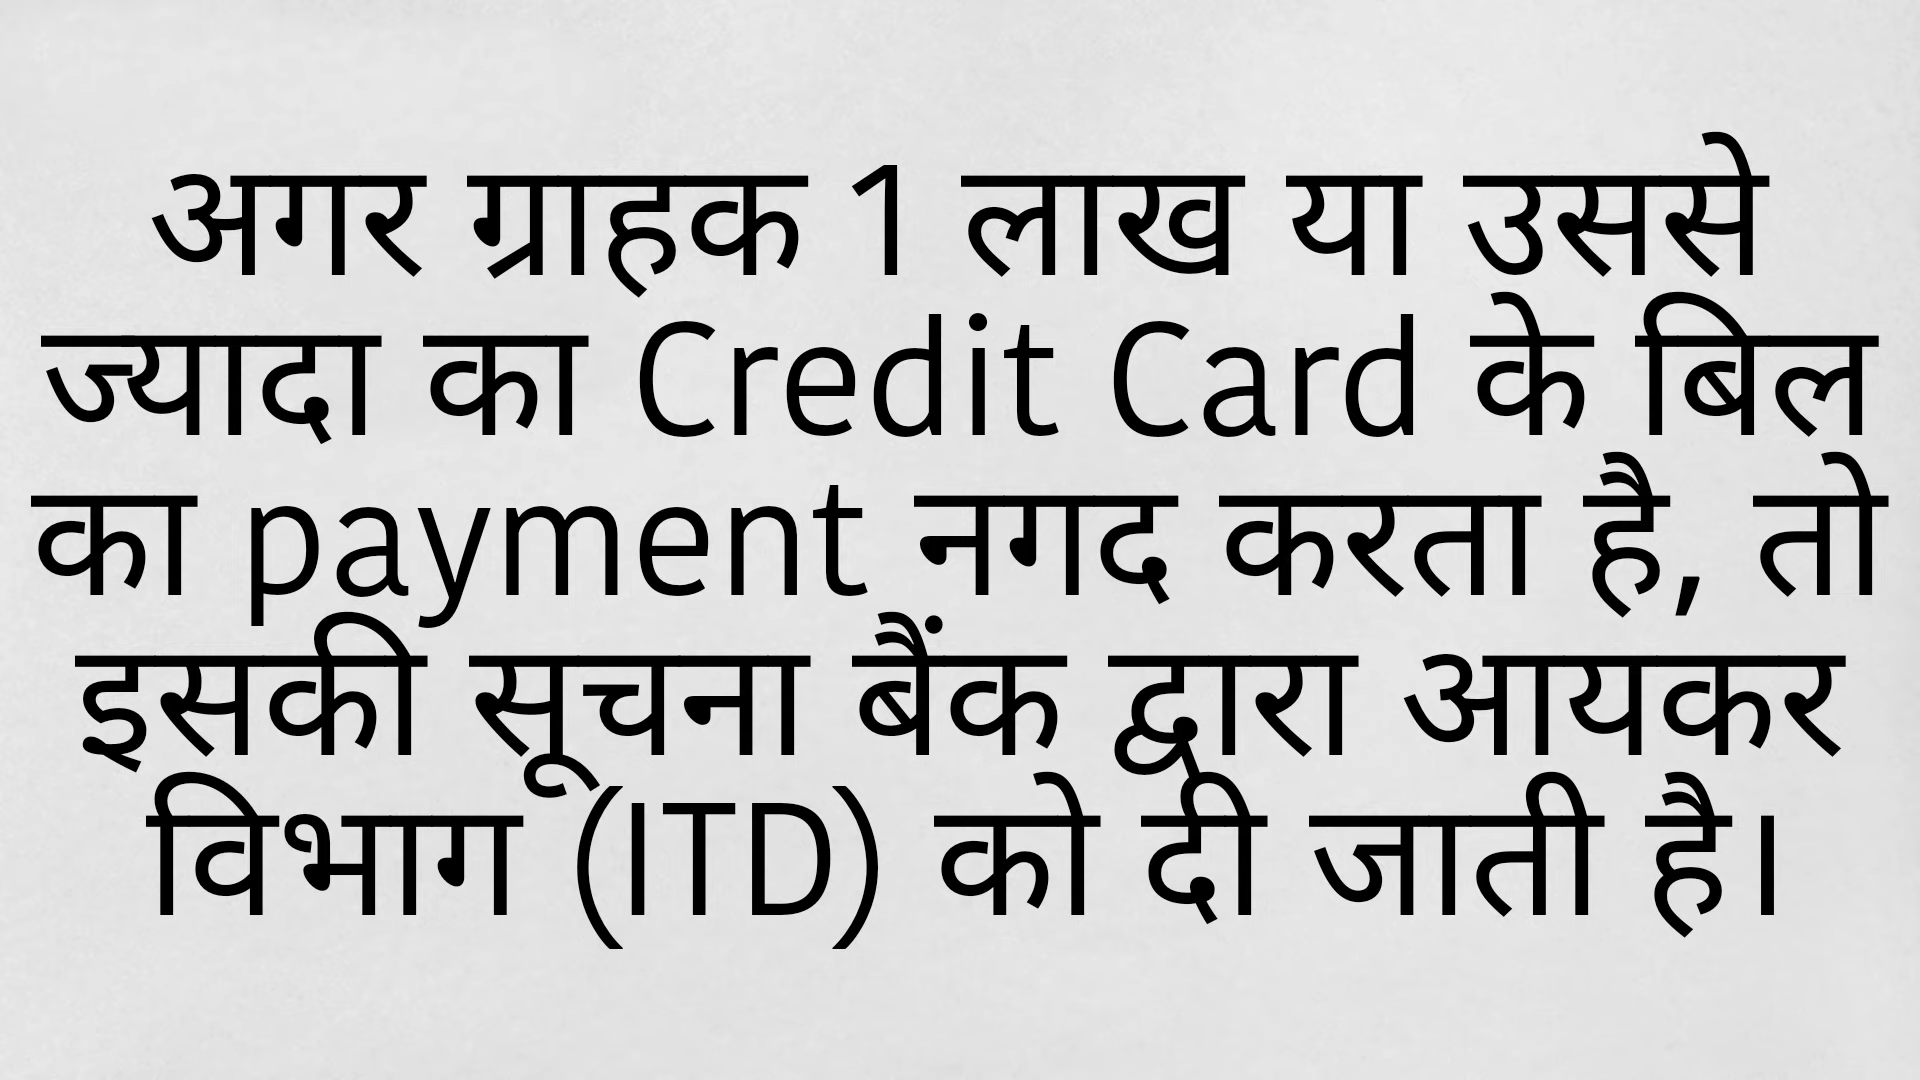 अगर ग्राहक 1 लाख या उससे
ज्यादा का Credit Card के बिल
का payment नगद करता है, तो
इसकी सूचना बैंक द्वारा आयकर
विभाग (ITD) को दी जाती है।